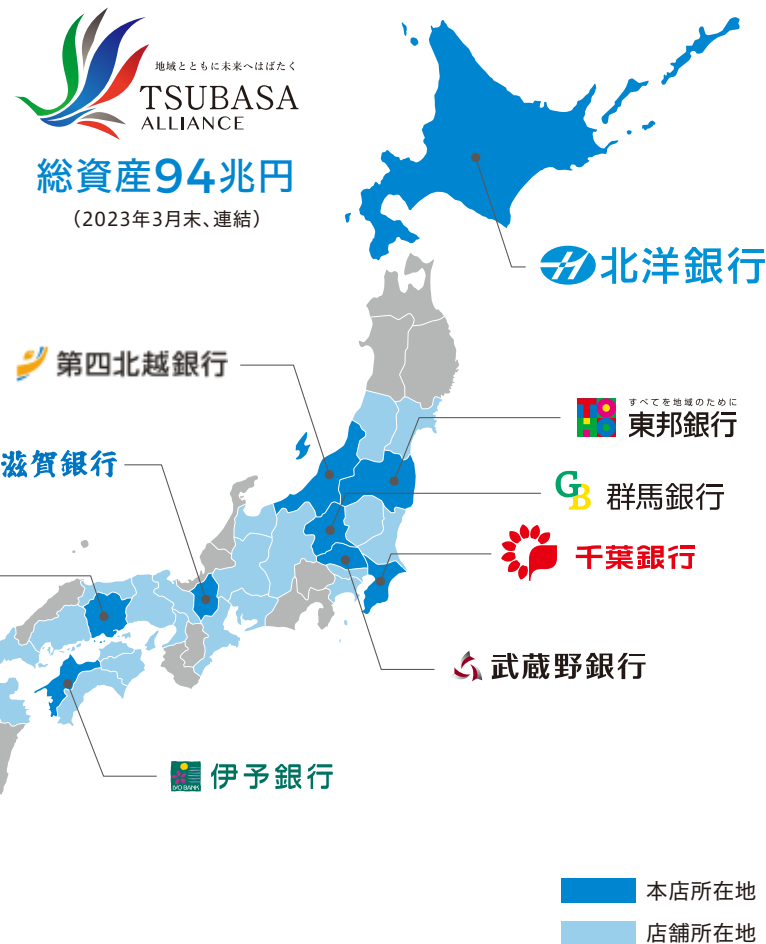 地域とともに未来へはばたく
TSUBASA
ALLIANCE
総資産94兆円
（2023年3月末、連結）
北洋銀行
第四北越銀行
すべてを地域のために
TOHO
東邦銀行
滋賀銀行
GB
群馬銀行
千葉銀行
武蔵野銀行
IYO BANK
伊予銀行
本店所在地
店舗所在地